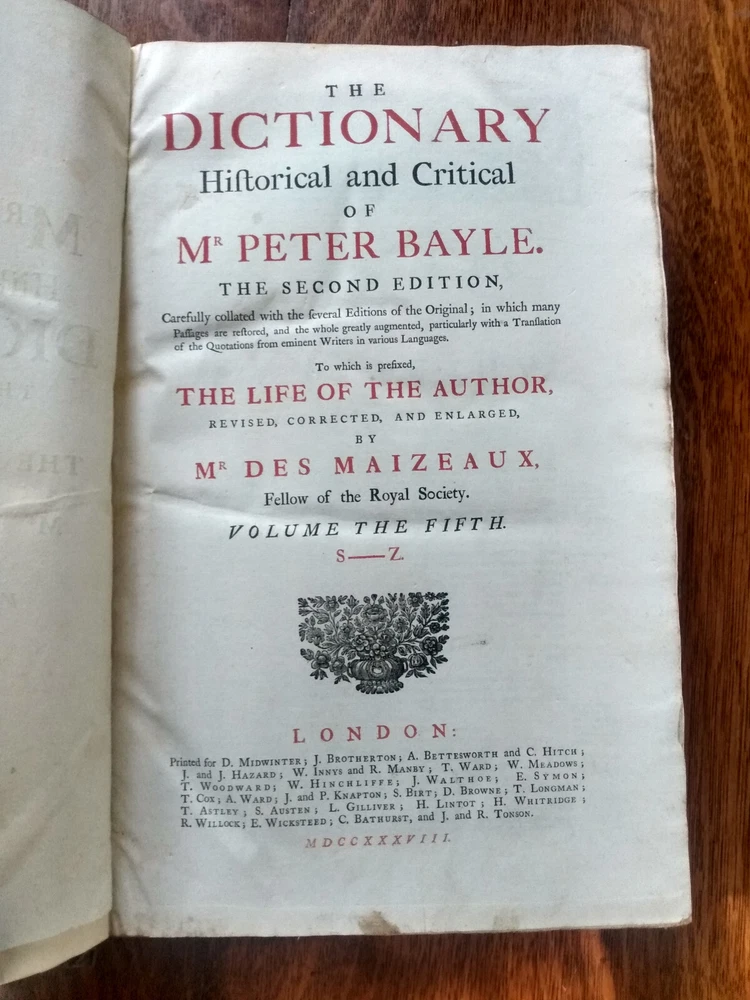 THE
DICTIONARY
Hiſtorical and Critical
OF
Mʀ PETER BAYLE.
THE SECOND EDITION,
Carefully collated with the ſeveral Editions of the Original; in which many
Paſſages are reſtored, and the whole greatly augmented, particularly with a Tranſlation
of the Quotations from eminent Writers in various Languages.
To which is prefixed,
THE LIFE OF THE AUTHOR,
REVISED, CORRECTED, AND ENLARGED,
BY
Mʀ DES MAIZEAUX,
Fellow of the Royal Society.
VOLUME THE FIFTH.
S——Z.
LONDON:
Printed for D. MIDWINTER; J. BROTHERTON; A. BETTESWORTH and C. HITCH;
J. and J. HAZARD; W. INNYS and R. MANBY; T. WARD; W. MEADOWS;
T. WOODWARD; W. HINCHLIFFE; J. WALTHOE; E. SYMON;
T. COX; A. WARD; J. and P. KNAPTON; S. BIRT; D. BROWNE; T. LONGMAN;
T. ASTLEY; S. AUSTEN; L. GILLIVER; H. LINTOT; H. WHITRIDGE;
R. WILLOCK; E. WICKSTEED; C. BATHURST, and J. and R. TONSON.
MDCCXXXVIII.